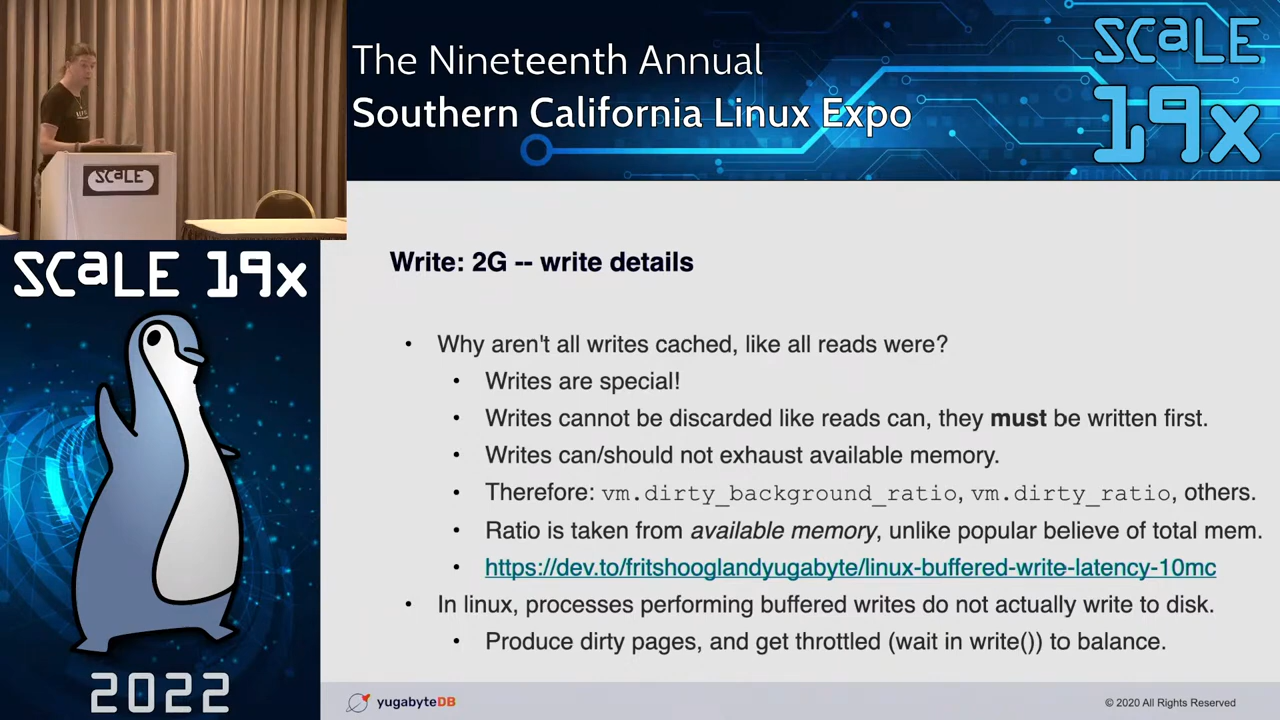 The Nineteenth Annual
Southern California Linux Expo
SCaLE
19x
SCaLE
SCaLE 19x
2022
Write: 2G -- write details
• Why aren't all writes cached, like all reads were?
• Writes are special!
• Writes cannot be discarded like reads can, they must be written first.
• Writes can/should not exhaust available memory.
• Therefore: vm.dirty_background_ratio, vm.dirty_ratio, others.
• Ratio is taken from available memory, unlike popular believe of total mem.
• https://dev.to/fritshooglandyugabyte/linux-buffered-write-latency-10mc
• In linux, processes performing buffered writes do not actually write to disk.
• Produce dirty pages, and get throttled (wait in write()) to balance.
yugabyteDB
© 2020 All Rights Reserved